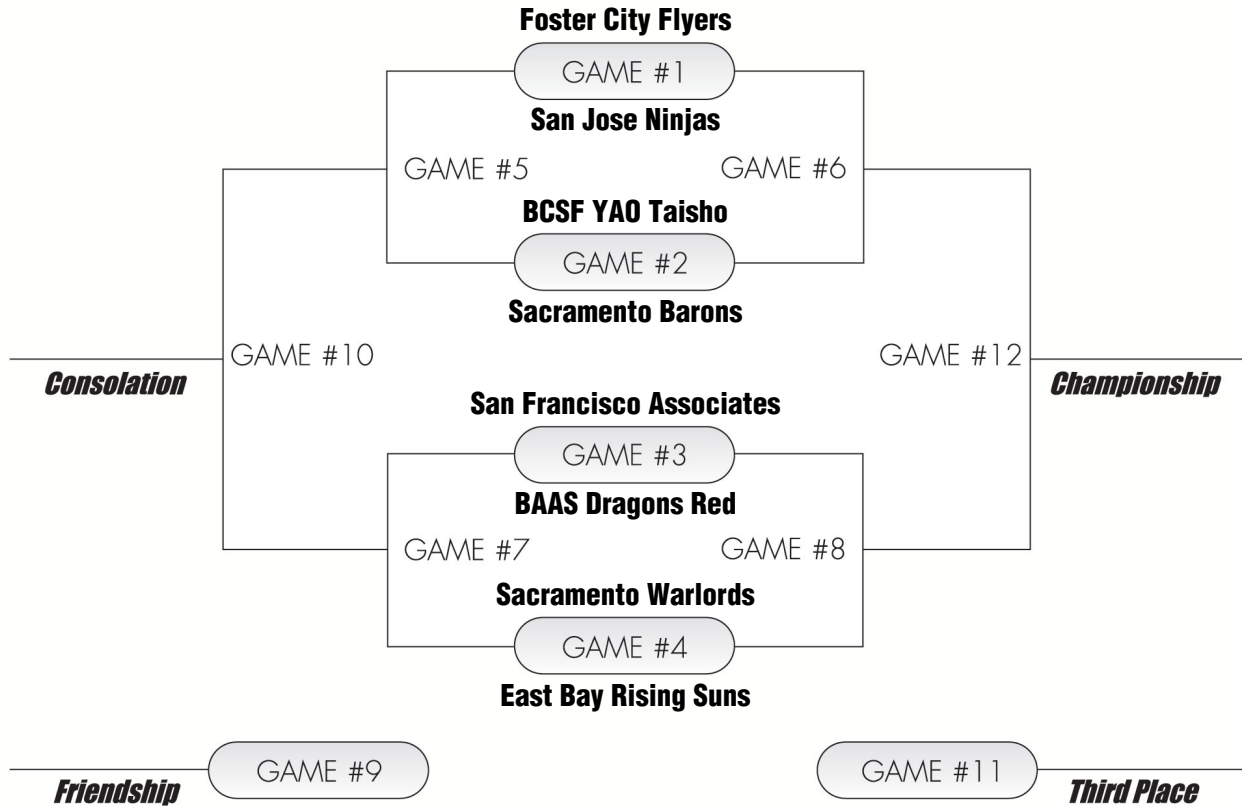 Foster City Flyers
GAME #1
San Jose Ninjas
GAME #5
GAME #6
BCSF YAO Taisho
GAME #2
Sacramento Barons
GAME #10
GAME #12
Consolation
Championship
San Francisco Associates
GAME #3
BAAS Dragons Red
GAME #7
GAME #8
Sacramento Warlords
GAME #4
East Bay Rising Suns
GAME #9
GAME #11
Friendship
Third Place